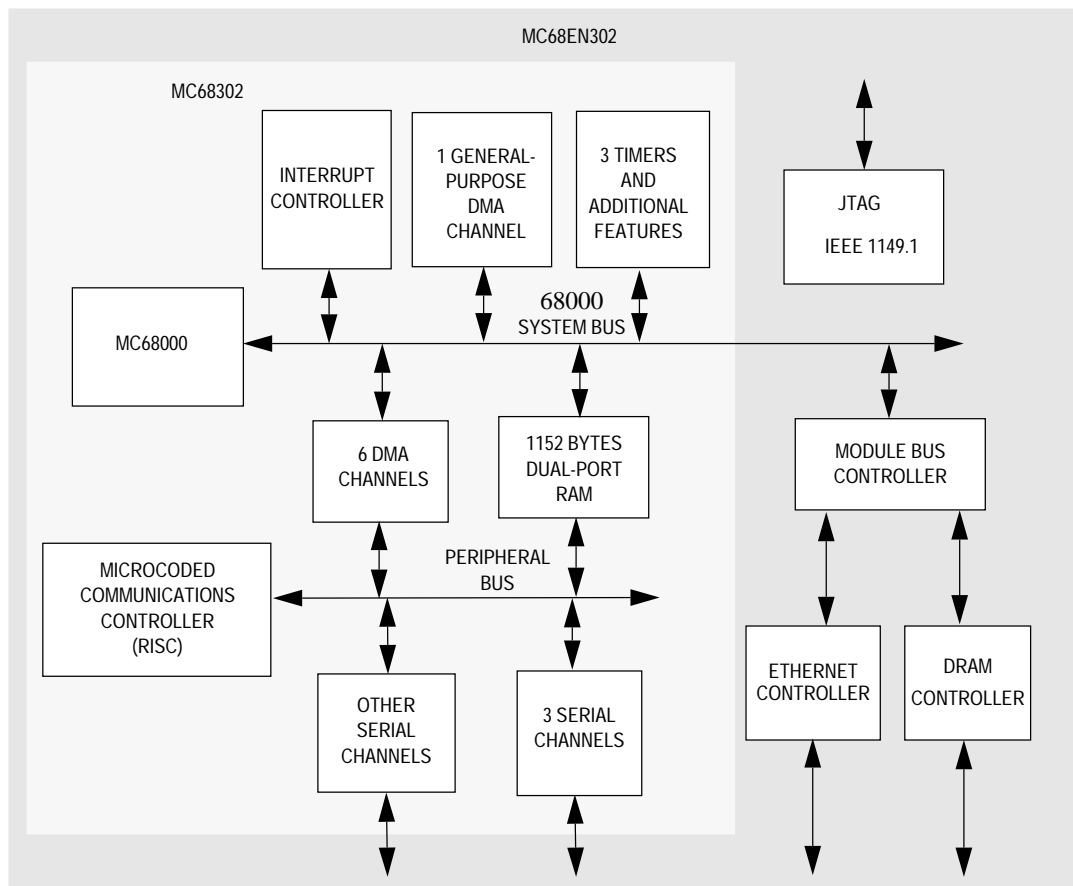 MC68EN302
MC68302
INTERRUPT
CONTROLLER
1 GENERAL-
PURPOSE
DMA
CHANNEL
3 TIMERS
AND
ADDITIONAL
FEATURES
JTAG
IEEE 1149.1
68000
SYSTEM BUS
MC68000
6 DMA
CHANNELS
1152 BYTES
DUAL-PORT
RAM
MODULE BUS
CONTROLLER
MICROCODED
COMMUNICATIONS
CONTROLLER
(RISC)
PERIPHERAL
BUS
OTHER
SERIAL
CHANNELS
3 SERIAL
CHANNELS
ETHERNET
CONTROLLER
DRAM
CONTROLLER